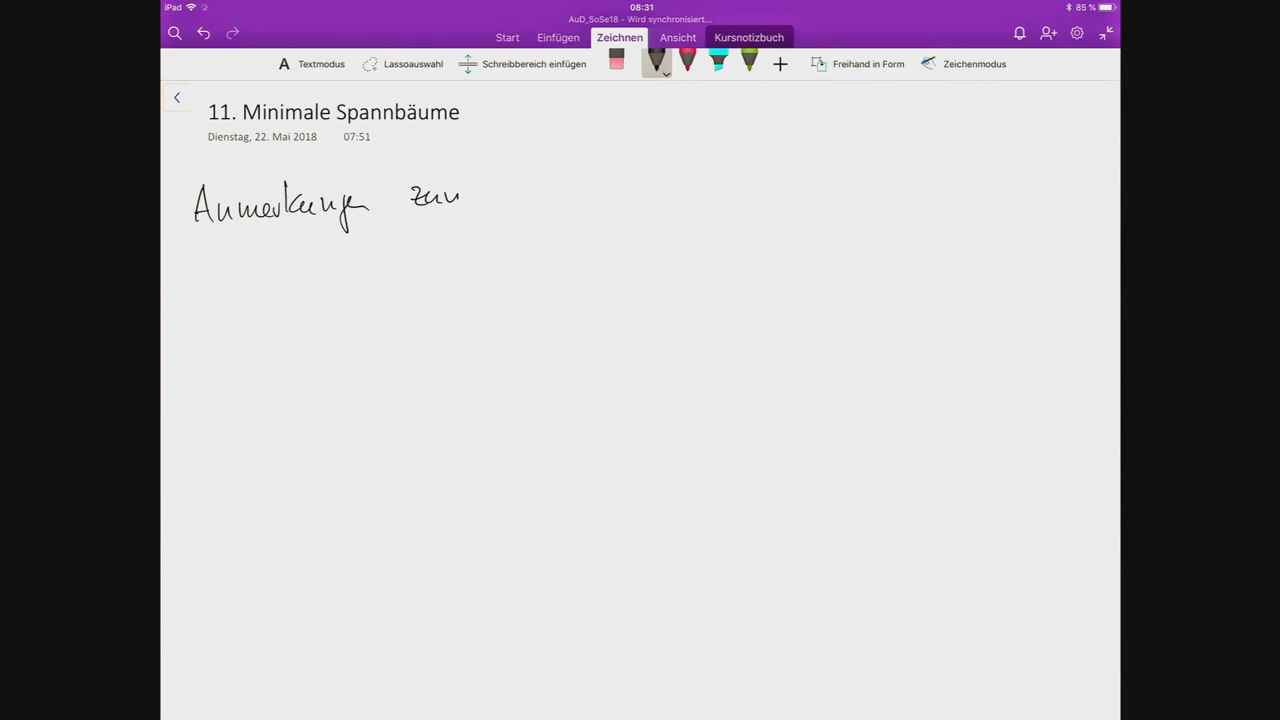 iPad 08:31 85 %
AuD_SoSe18 - Wird synchronisiert...
Start Einfügen Zeichnen Ansicht Kursnotizbuch
A Textmodus Lassoauswahl Schreibbereich einfügen Freihand in Form Zeichenmodus
11. Minimale Spannbäume
Dienstag, 22. Mai 2018 07:51
Anmerkungen zum